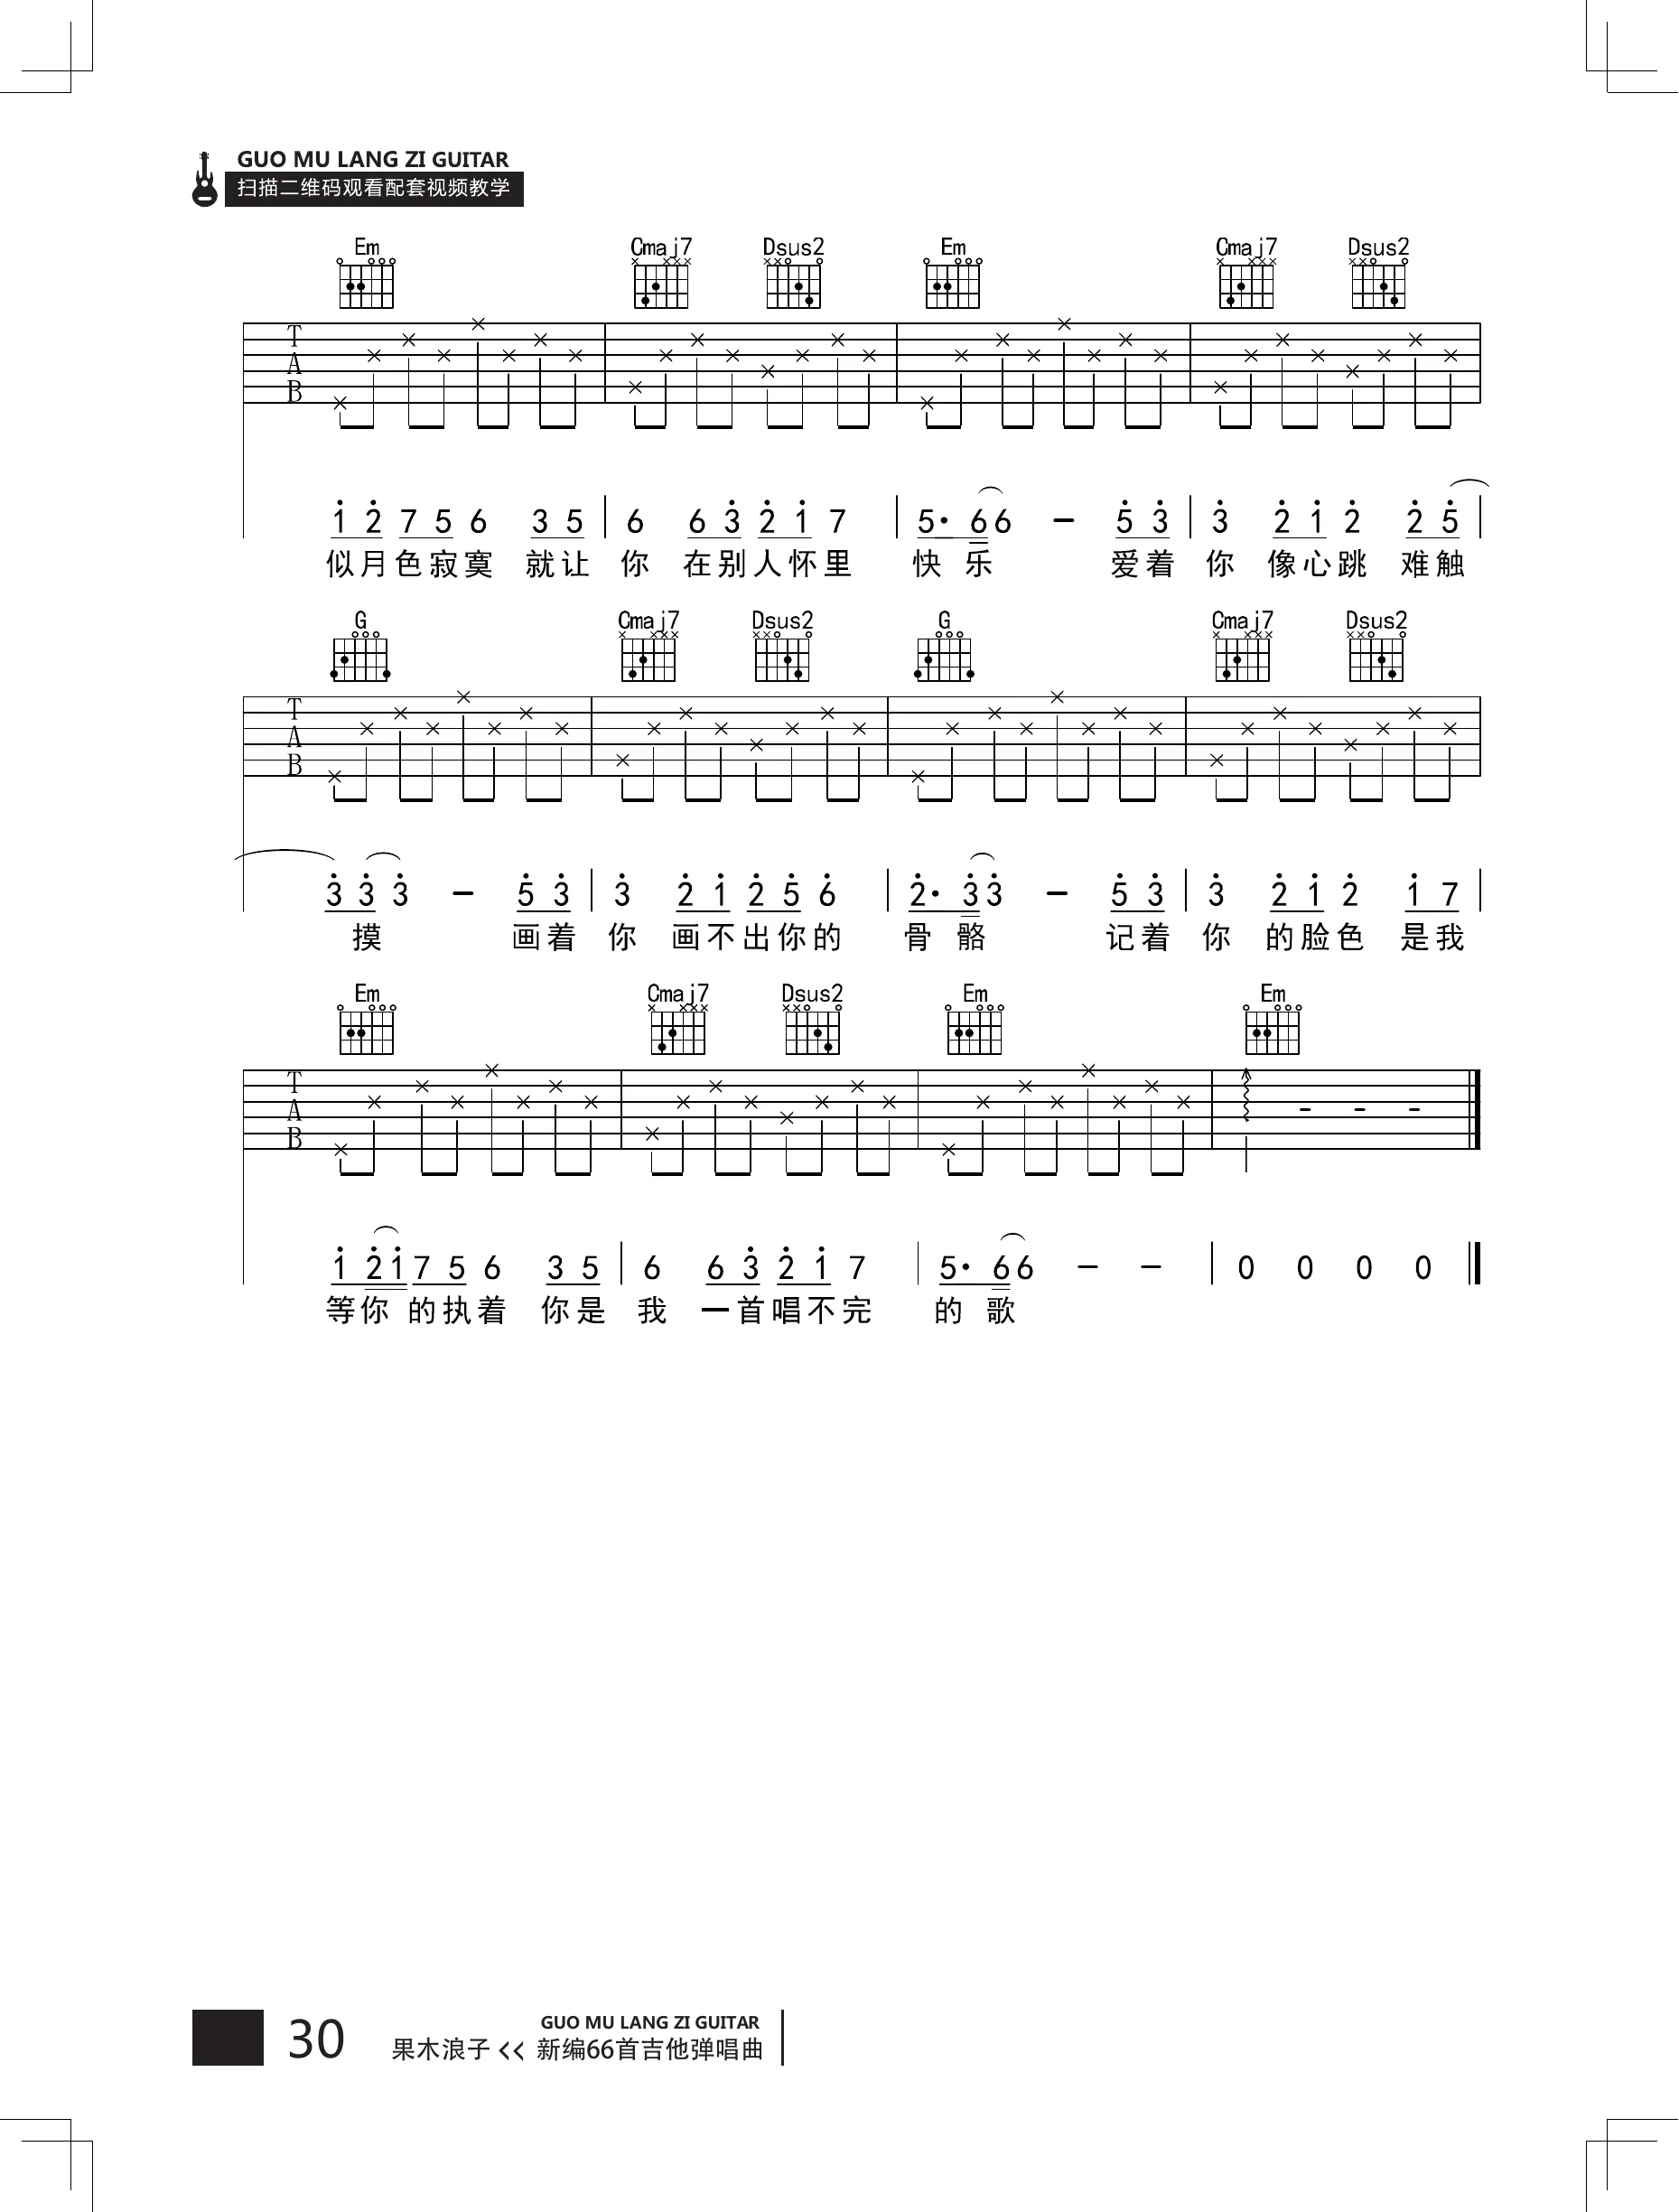 GUO MU LANG ZI GUITAR
扫描二维码观看配套视频教学
Em Cmaj7 Dsus2 Em Cmaj7 Dsus2
T
A
B
1 2 7 5 6 3 5 6 6 3 2 1 7 5· 6 6 - 5 3 3 2 1 2 2 5
似月色寂寞 就让 你 在别人怀里 快 乐 爱着 你 像心跳 难触
G Cmaj7 Dsus2 G Cmaj7 Dsus2
T
A
B
3 3 3 - 5 3 3 2 1 2 5 6 2· 3 3 - 5 3 3 2 1 2 1 7
摸 画着 你 画不出你的 骨 骼 记着 你 的脸色 是我
Em Cmaj7 Dsus2 Em Em
T
A
B
- - -
1 2 1 7 5 6 3 5 6 6 3 2 1 7 5· 6 6 - - 0 0 0 0
等你 的执着 你是 我 一首唱不完 的 歌
30
GUO MU LANG ZI GUITAR
果木浪子 << 新编66首吉他弹唱曲